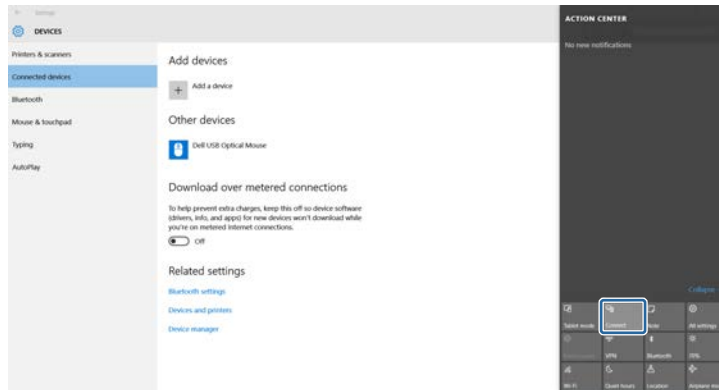 Settings
DEVICES
Printers & scanners
Connected devices
Bluetooth
Mouse & touchpad
Typing
AutoPlay
Add devices
Add a device
Other devices
Dell USB Optical Mouse
Download over metered connections
To help prevent extra charges, keep this off so device software
(drivers, info, and apps) for new devices won't download while
you're on metered Internet connections.
Off
Related settings
Bluetooth settings
Devices and printers
Device manager
ACTION CENTER
No new notifications
Collapse
Tablet mode
Connect
Note
All settings
VPN
Bluetooth
70%
Wi-Fi
Quiet hours
Location
Airplane mo